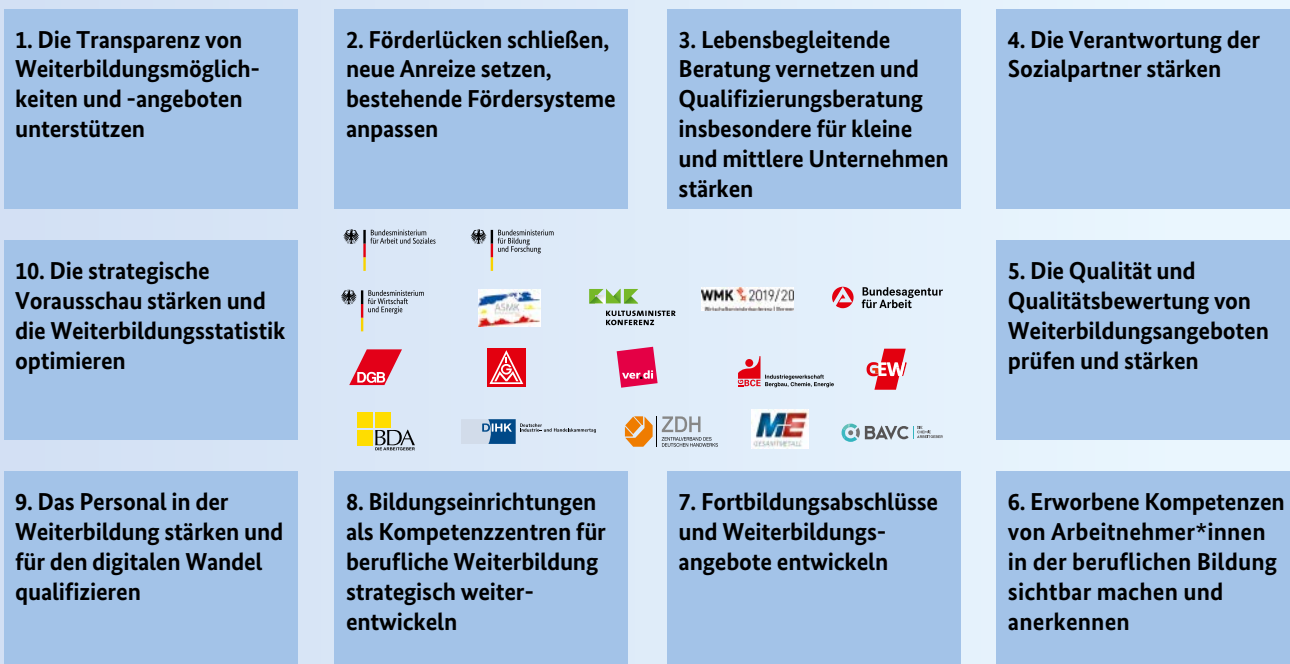 1. Die Transparenz von
Weiterbildungsmöglich-
keiten und -angeboten
unterstützen
2. Förderlücken schließen,
neue Anreize setzen,
bestehende Fördersysteme
anpassen
3. Lebensbegleitende
Beratung vernetzen und
Qualifizierungsberatung
insbesondere für kleine
und mittlere Unternehmen
stärken
4. Die Verantwortung der
Sozialpartner stärken
10. Die strategische
Vorausschau stärken und
die Weiterbildungsstatistik
optimieren
Bundesministerium
für Arbeit und Soziales
Bundesministerium
für Bildung
und Forschung
Bundesministerium
für Wirtschaft
und Energie
ASMK
KMK
KULTUSMINISTER
KONFERENZ
WMK 2019/20
Wirtschaftsministerkonferenz | Bremen
Bundesagentur
für Arbeit
DGB
IGM
ver.di
IGBCE
Industriegewerkschaft
Bergbau, Chemie, Energie
GEW
BDA
DIE ARBEITGEBER
DIHK
Deutscher
Industrie- und Handelskammertag
ZDH
ZENTRALVERBAND DES
DEUTSCHEN HANDWERKS
ME
GESAMTMETALL
BAVC
DIE
CHEMIE
ARBEITGEBER
5. Die Qualität und
Qualitätsbewertung von
Weiterbildungsangeboten
prüfen und stärken
9. Das Personal in der
Weiterbildung stärken und
für den digitalen Wandel
qualifizieren
8. Bildungseinrichtungen
als Kompetenzzentren für
berufliche Weiterbildung
strategisch weiter-
entwickeln
7. Fortbildungsabschlüsse
und Weiterbildungs-
angebote entwickeln
6. Erworbene Kompetenzen
von Arbeitnehmer*innen
in der beruflichen Bildung
sichtbar machen und
anerkennen